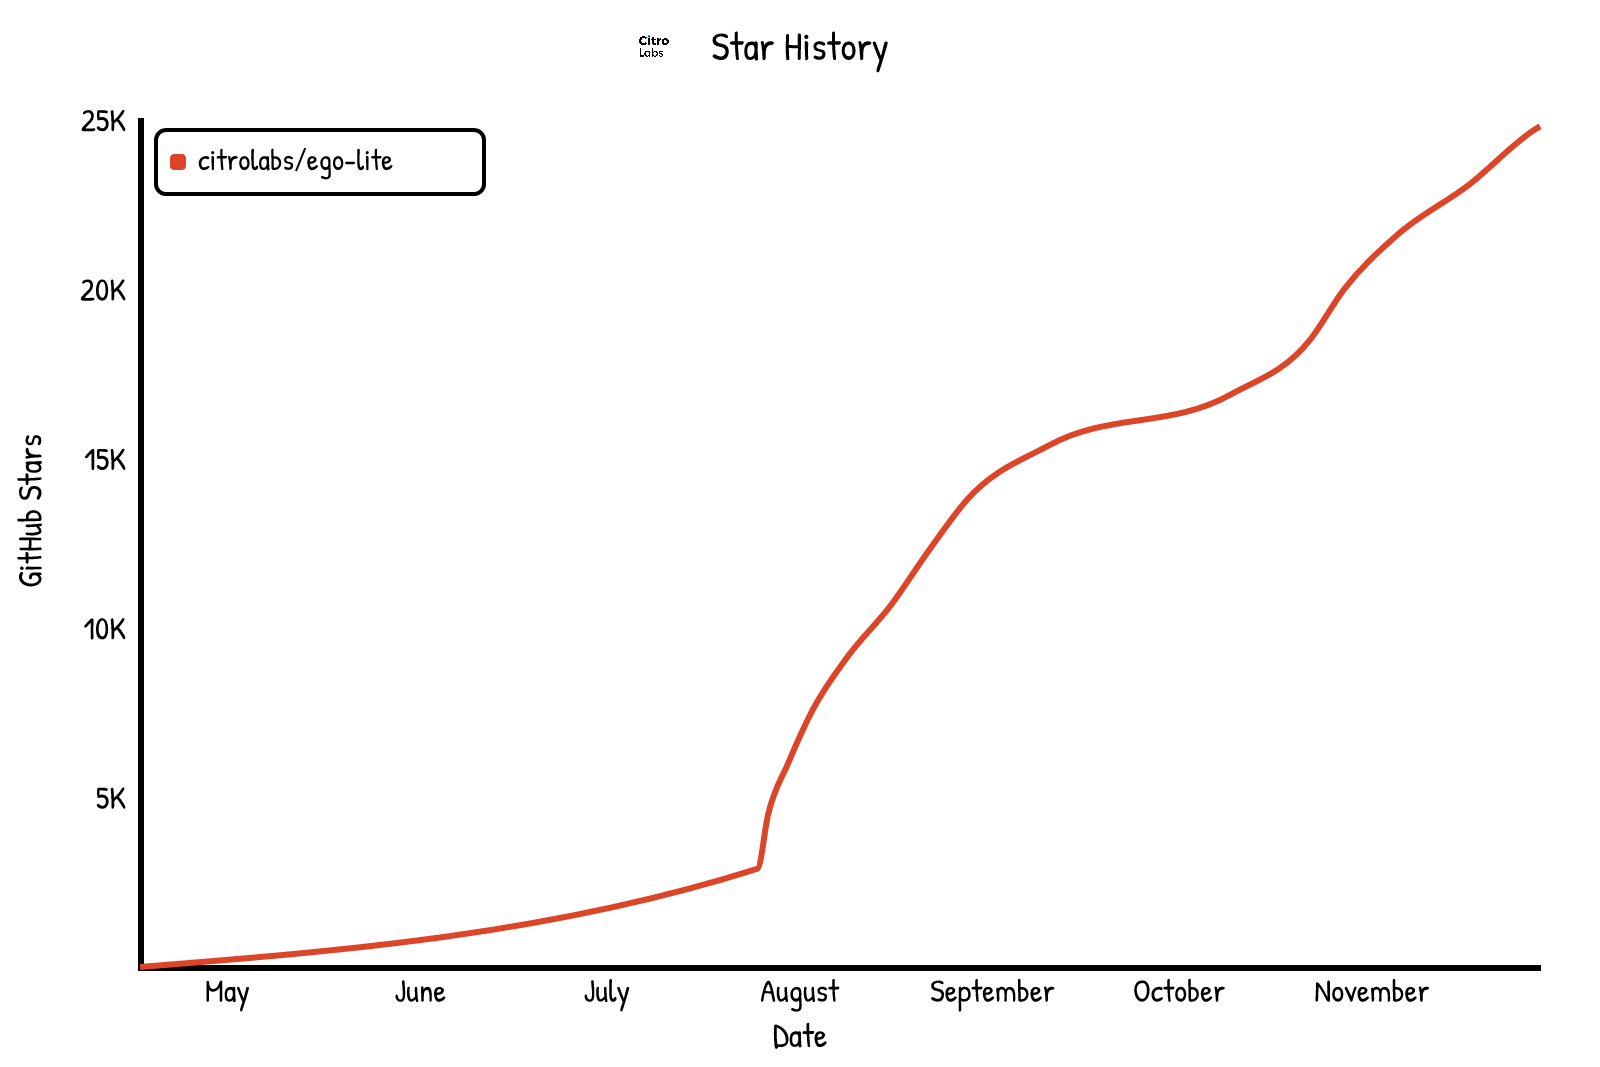 Citro
Labs
Star History
citrolabs/ego-lite
25K
20K
15K
10K
5K
GitHub Stars
May June July August September October November
Date